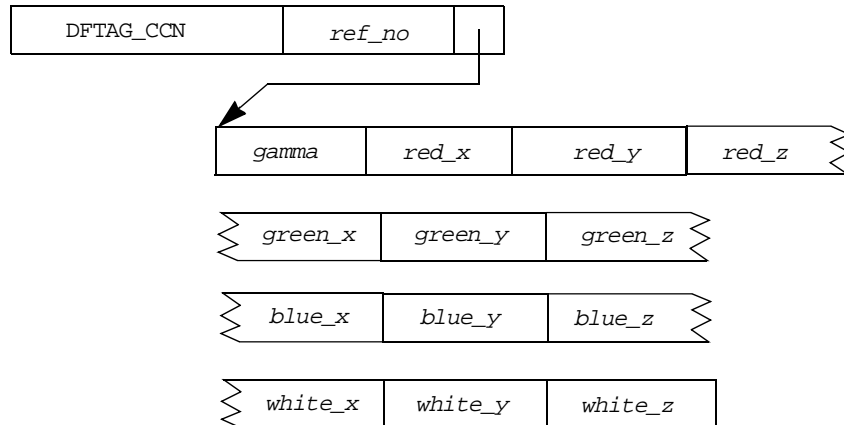 DFTAG_CCN ref_no
gamma red_x red_y red_z
green_x green_y green_z
blue_x blue_y blue_z
white_x white_y white_z